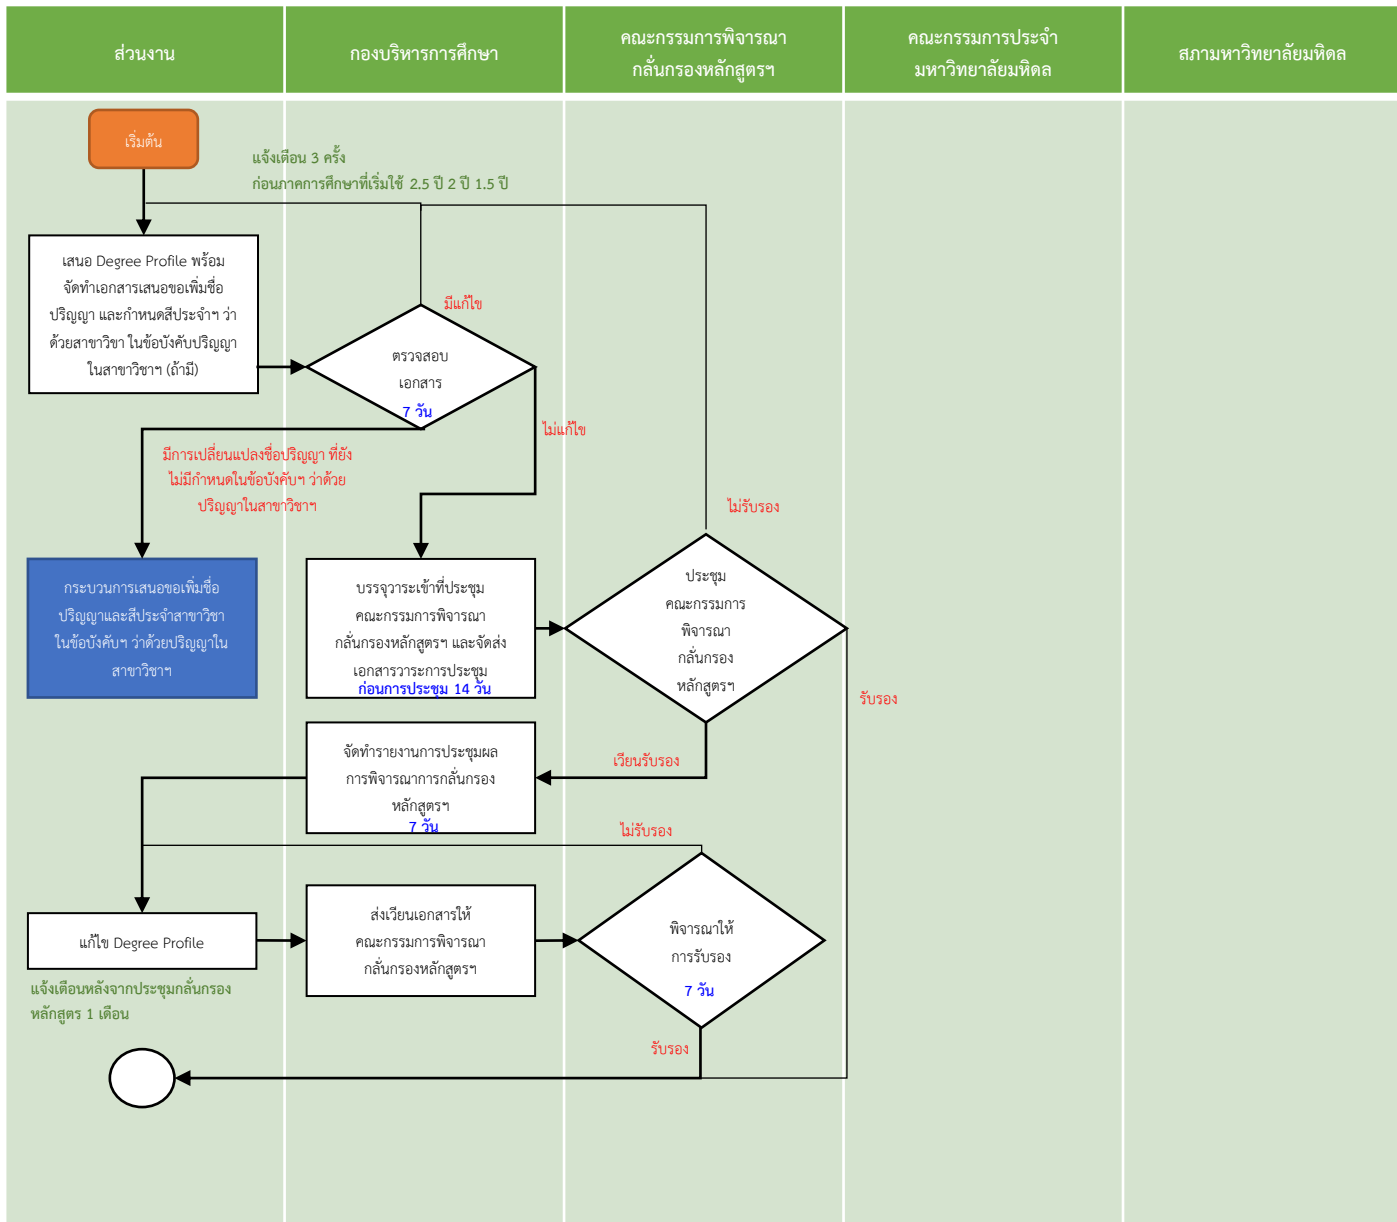 ส่วนงาน
กองบริหารการศึกษา
คณะกรรมการพิจารณา
กลั่นกรองหลักสูตรฯ
คณะกรรมการประจำ
มหาวิทยาลัยมหิดล
สภามหาวิทยาลัยมหิดล
เริ่มต้น
แจ้งเตือน 3 ครั้ง
ก่อนภาคการศึกษาที่เริ่มใช้ 2.5 ปี 2 ปี 1.5 ปี
เสนอ Degree Profile พร้อม
จัดทำเอกสารเสนอขอเพิ่มชื่อ
ปริญญา และกำหนดสีประจำฯ ว่า
ด้วยสาขาวิขา ในข้อบังคับปริญญา
ในสาขาวิชาฯ (ถ้ามี)
มีแก้ไข
ตรวจสอบ
เอกสาร
7 วัน
ไม่แก้ไข
มีการเปลี่ยนแปลงชื่อปริญญา ที่ยัง
ไม่มีกำหนดในข้อบังคับฯ ว่าด้วย
ปริญญาในสาขาวิชาฯ
ไม่รับรอง
กระบวนการเสนอขอเพิ่มชื่อ
ปริญญาและสีประจำสาขาวิชา
ในข้อบังคับฯ ว่าด้วยปริญญาใน
สาขาวิชาฯ
บรรจุวาระเข้าที่ประชุม
คณะกรรมการพิจารณา
กลั่นกรองหลักสูตรฯ และจัดส่ง
เอกสารวาระการประชุม
ก่อนการประชุม 14 วัน
ประชุม
คณะกรรมการ
พิจารณา
กลั่นกรอง
หลักสูตรฯ
รับรอง
จัดทำรายงานการประชุมผล
การพิจารณาการกลั่นกรอง
หลักสูตรฯ
7 วัน
เวียนรับรอง
ไม่รับรอง
แก้ไข Degree Profile
ส่งเวียนเอกสารให้
คณะกรรมการพิจารณา
กลั่นกรองหลักสูตรฯ
พิจารณาให้
การรับรอง
7 วัน
แจ้งเตือนหลังจากประชุมกลั่นกรอง
หลักสูตร 1 เดือน
รับรอง